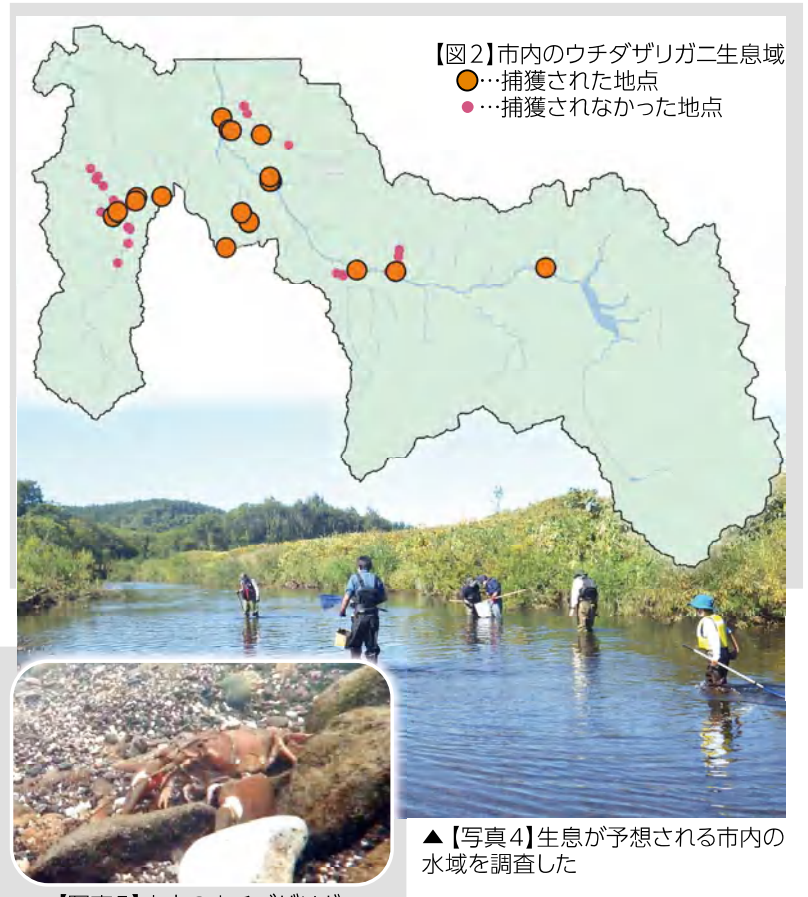 【図2】市内のウチダザリガニ生息域
…捕獲された地点
…捕獲されなかった地点
▲【写真4】生息が予想される市内の
水域を調査した